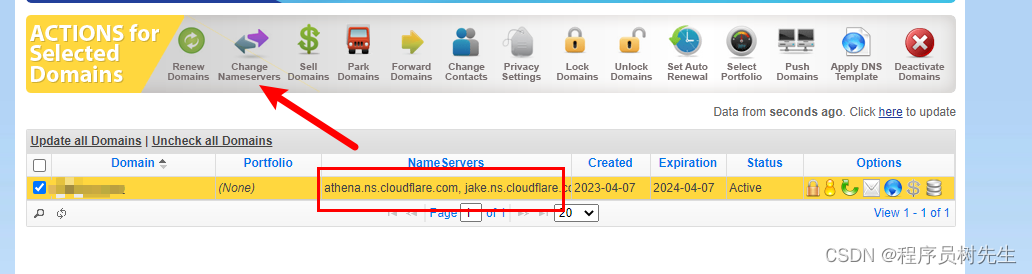 ACTIONS for
Selected
Domains
Renew
Domains
Change
Nameservers
Sell
Domains
Park
Domains
Forward
Domains
Change
Contacts
Privacy
Settings
Lock
Domains
Unlock
Domains
Set Auto
Renewal
Select
Portfolio
Push
Domains
Apply DNS
Template
Deactivate
Domains
Data from seconds ago. Click here to update
Update all Domains | Uncheck all Domains
Domain Portfolio NameServers Created Expiration Status Options
(None) athena.ns.cloudflare.com, jake.ns.cloudflare.co 2023-04-07 2024-04-07 Active
Page 1 of 1 20 View 1 - 1 of 1
CSDN @程序员树先生